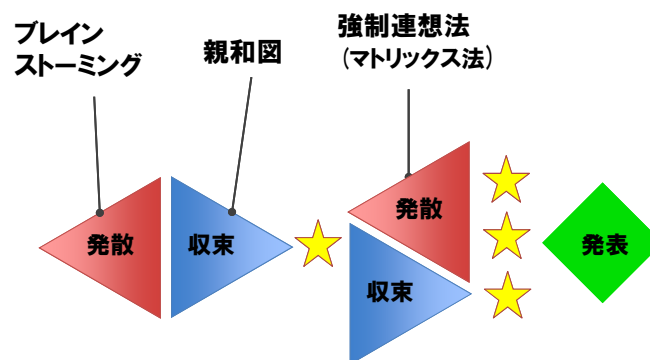 ブレイン
ストーミング
親和図
強制連想法
(マトリックス法)
発散
収束
発散
収束
発表